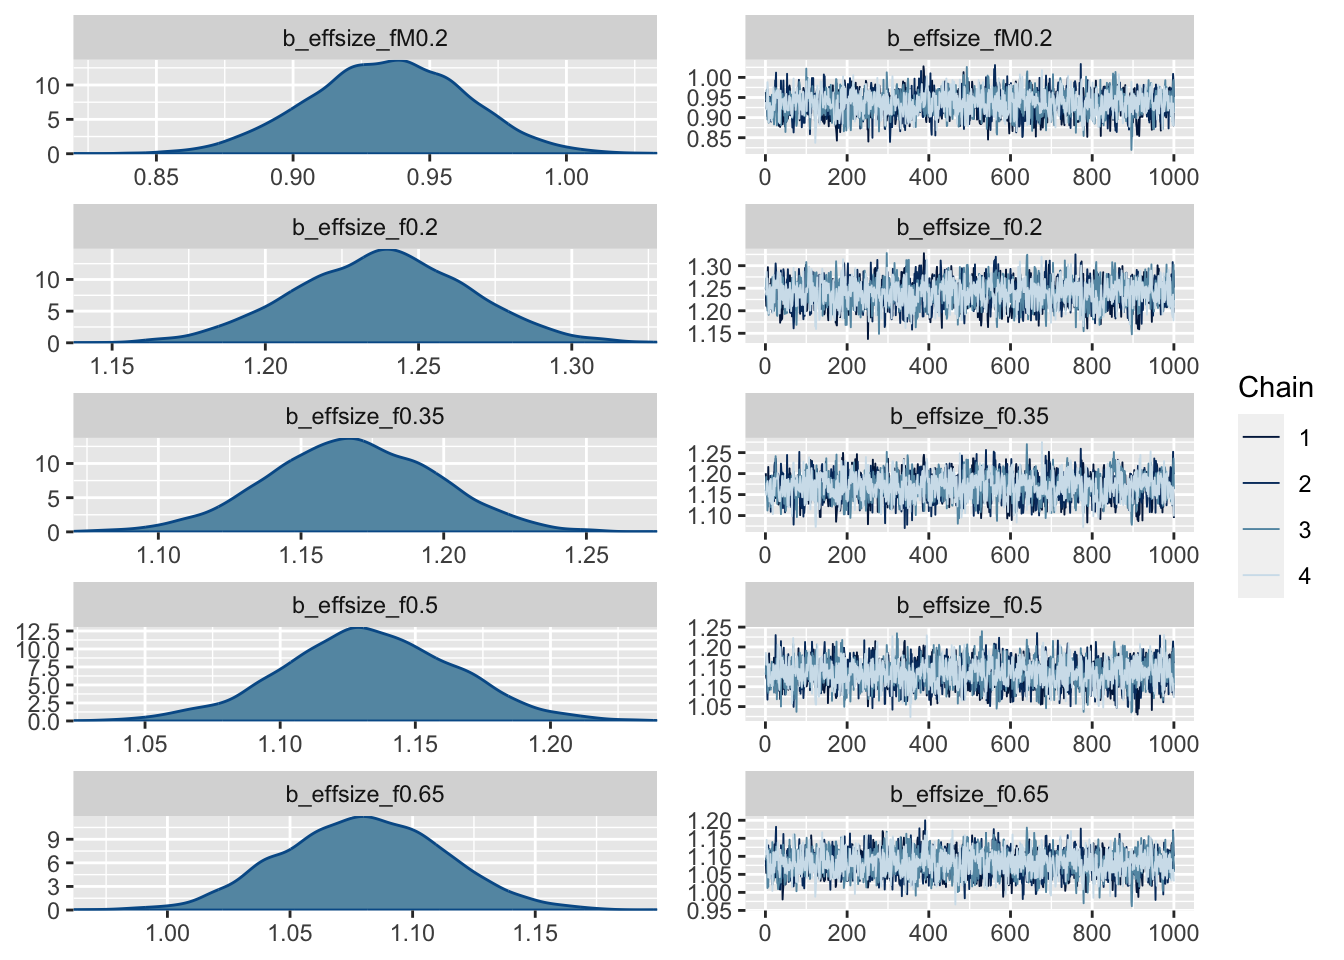 b_effsize_fM0.2
10
5
0
0.85 0.90 0.95 1.00
b_effsize_fM0.2
1.00
0.95
0.90
0.85
0 200 400 600 800 1000
b_effsize_f0.2
10
5
0
1.15 1.20 1.25 1.30
b_effsize_f0.2
1.30
1.25
1.20
1.15
0 200 400 600 800 1000
b_effsize_f0.35
10
5
0
1.10 1.15 1.20 1.25
b_effsize_f0.35
1.25
1.20
1.15
1.10
0 200 400 600 800 1000
b_effsize_f0.5
12.5
10.0
7.5
5.0
2.5
0.0
1.05 1.10 1.15 1.20
b_effsize_f0.5
1.25
1.20
1.15
1.10
1.05
0 200 400 600 800 1000
b_effsize_f0.65
9
6
3
0
1.00 1.05 1.10 1.15
b_effsize_f0.65
1.20
1.15
1.10
1.05
1.00
0.95
0 200 400 600 800 1000
Chain
1
2
3
4